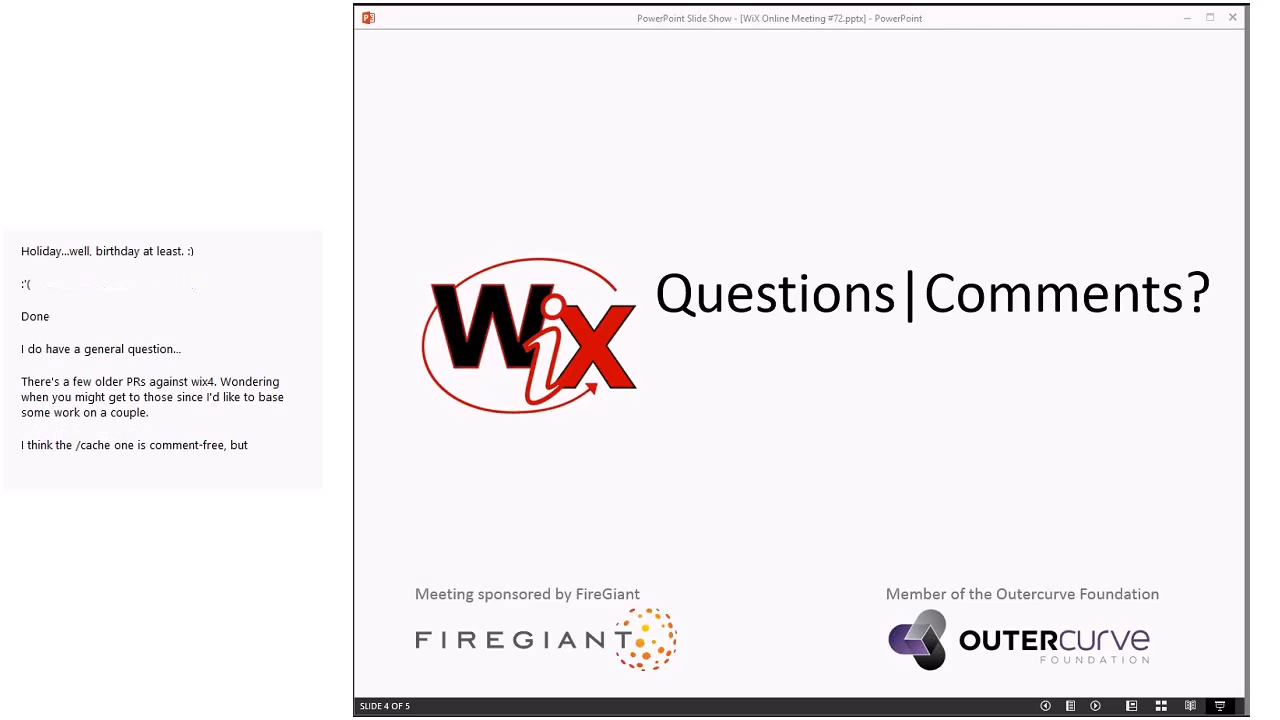 PowerPoint Slide Show - [WiX Online Meeting #72.pptx] - PowerPoint
Holiday...well, birthday at least. :)
:'(
Done
I do have a general question...
There's a few older PRs against wix4. Wondering
when you might get to those since I'd like to base
some work on a couple.
I think the /cache one is comment-free, but
WiX
Questions|Comments?
Meeting sponsored by FireGiant
FIREGIANT
Member of the Outercurve Foundation
OUTERCURVE
FOUNDATION
SLIDE 4 OF 5